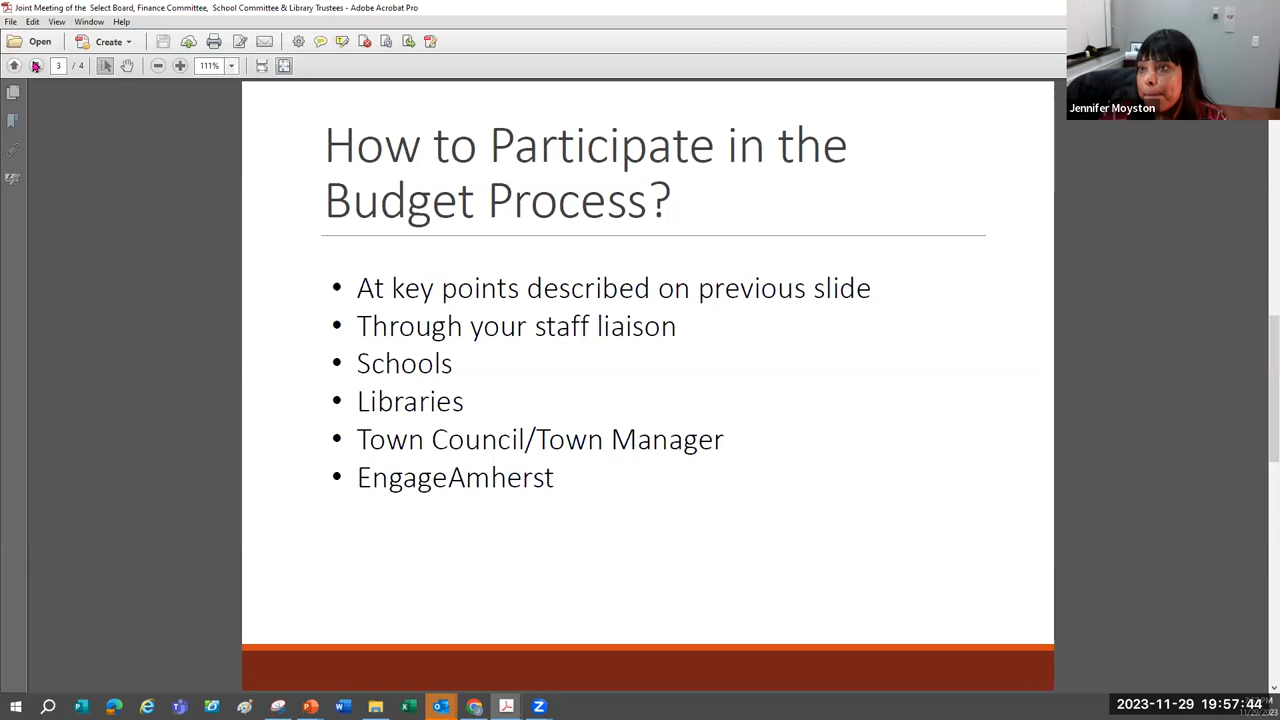 Joint Meeting of the Select Board, Finance Committee, School Committee & Library Trustees - Adobe Acrobat Pro
File Edit View Window Help
Open Create
3 / 4 111%
Jennifer Moyston
How to Participate in the
Budget Process?
• At key points described on previous slide
• Through your staff liaison
• Schools
• Libraries
• Town Council/Town Manager
• EngageAmherst
2023-11-29 19:57:44